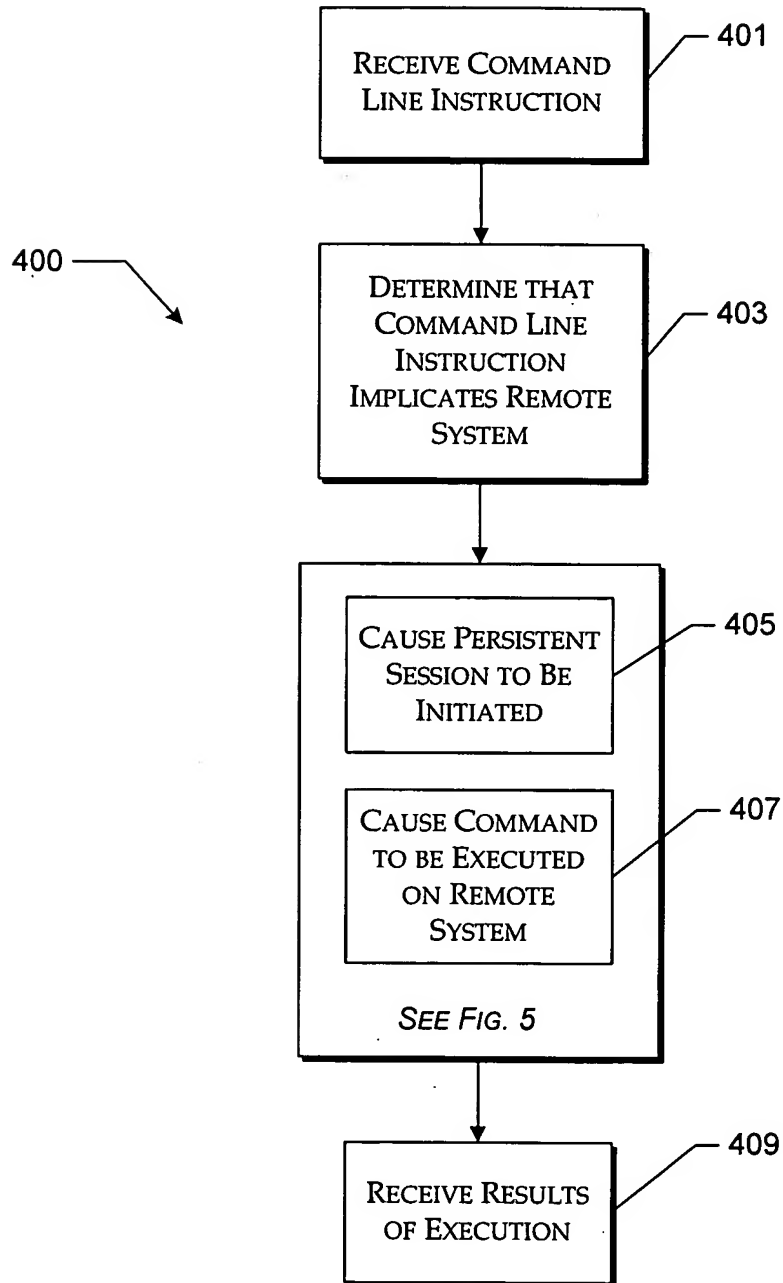 RECEIVE COMMAND
LINE INSTRUCTION
401
400
DETERMINE THAT
COMMAND LINE
INSTRUCTION
IMPLICATES REMOTE
SYSTEM
403
CAUSE PERSISTENT
SESSION TO BE
INITIATED
405
CAUSE COMMAND
TO BE EXECUTED
ON REMOTE
SYSTEM
407
SEE FIG. 5
RECEIVE RESULTS
OF EXECUTION
409